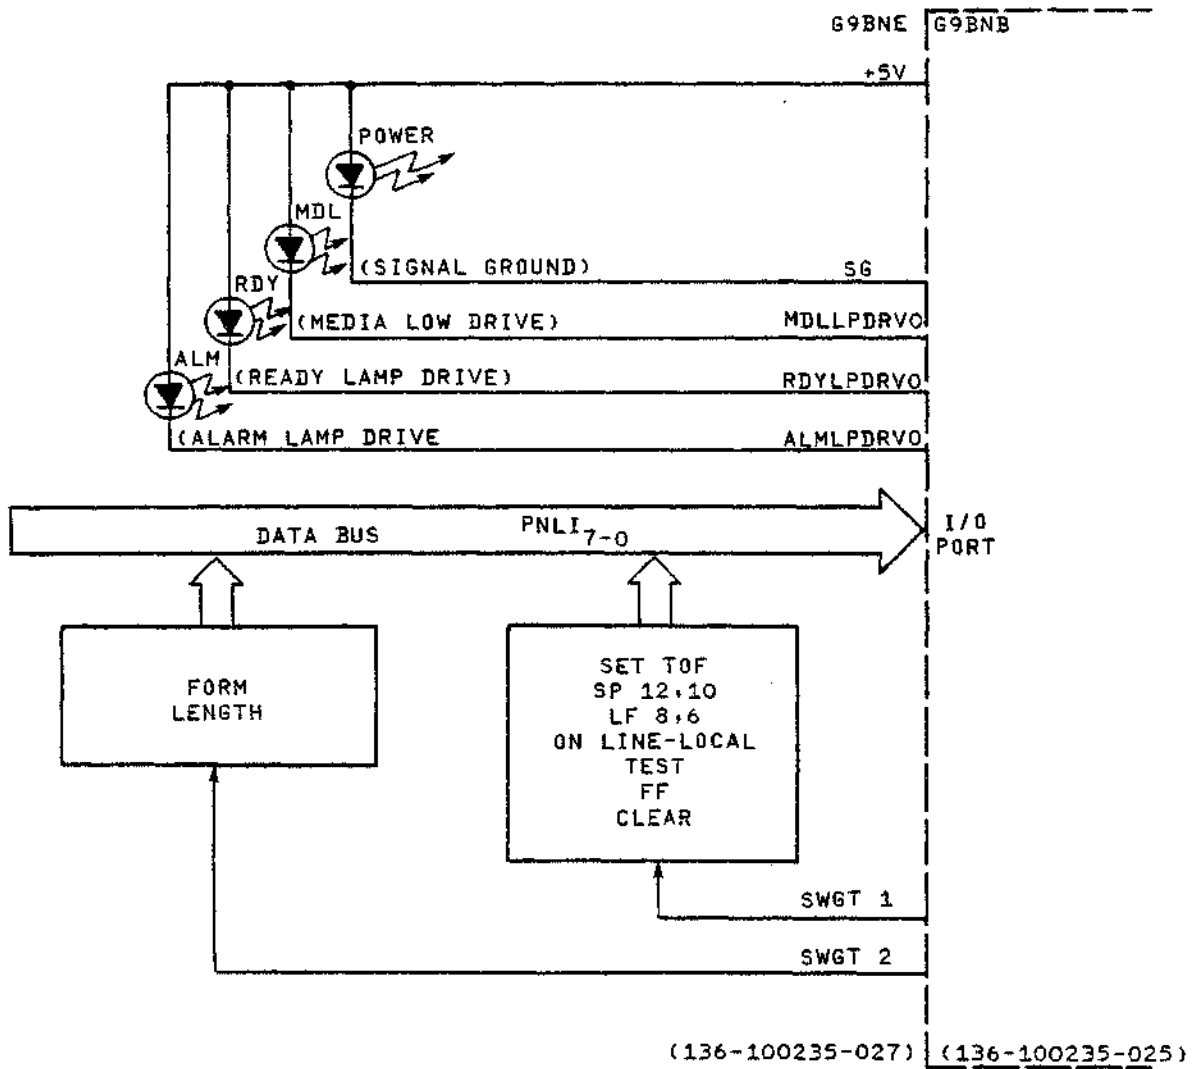 G9BNE G9BNB
+5V
POWER
MDL
(SIGNAL GROUND) SG
RDY
(MEDIA LOW DRIVE) MDLLPDRVO
ALM
(READY LAMP DRIVE) RDYLPDRVO
(ALARM LAMP DRIVE ALMLPDRVO
DATA BUS PNLI7-0
I/O
PORT
FORM
LENGTH
SET TOF
SP 12,10
LF 8,6
ON LINE-LOCAL
TEST
FF
CLEAR
SWGT 1
SWGT 2
(136-100235-027) (136-100235-025)